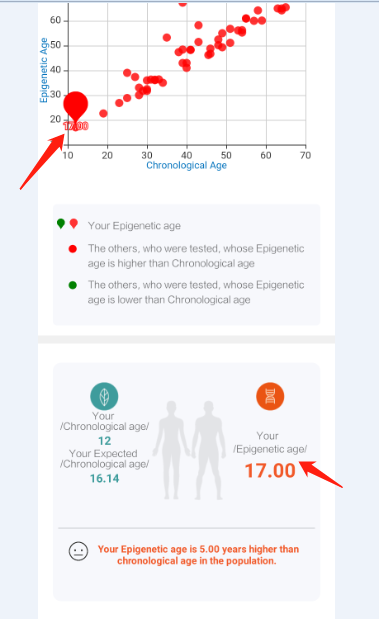 60
50
40
30
20
Epigenetic Age
17.00
10 20 30 40 50 60 70
Chronological Age
Your Epigenetic age
The others, who were tested, whose Epigenetic
age is higher than Chronological age
The others, who were tested, whose Epigenetic
age is lower than Chronological age
Your
/Chronological age/
12
Your Expected
/Chronological age/
16.14
Your
/Epigenetic age/
17.00
Your Epigenetic age is 5.00 years higher than
chronological age in the population.